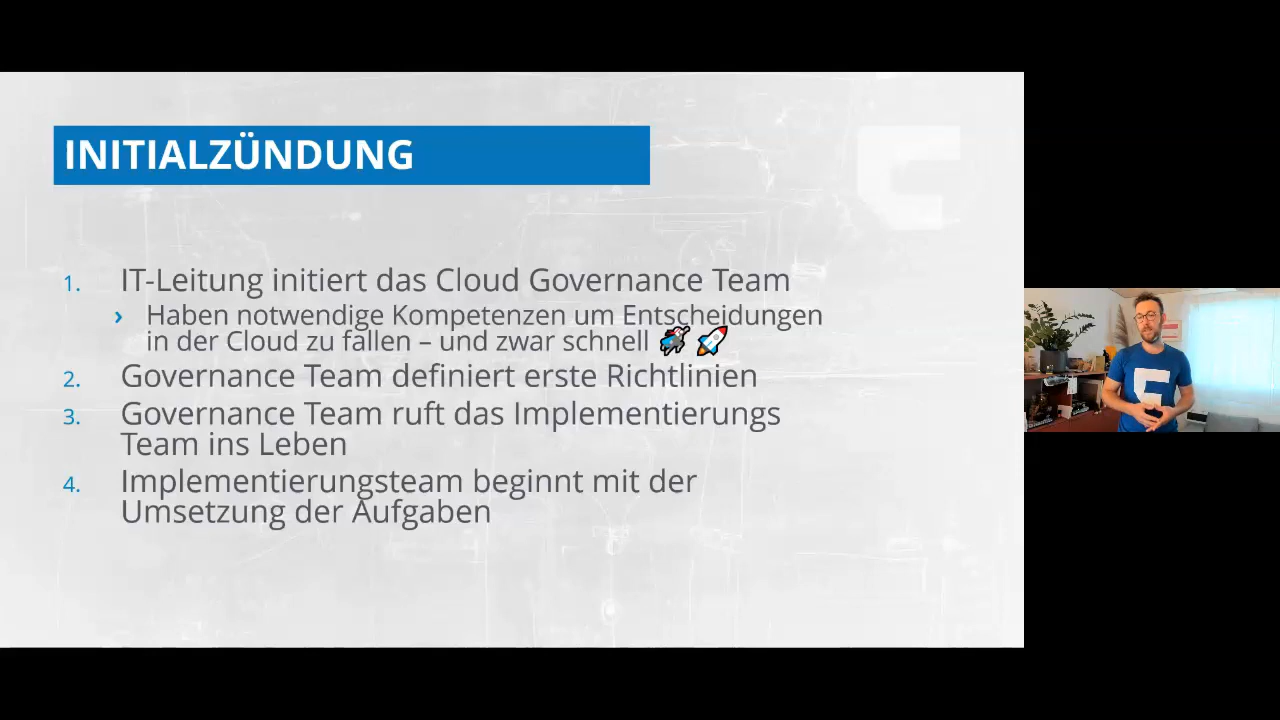 INITIALZÜNDUNG
1. IT-Leitung initiert das Cloud Governance Team
› Haben notwendige Kompetenzen um Entscheidungen
in der Cloud zu fallen – und zwar schnell
2. Governance Team definiert erste Richtlinien
3. Governance Team ruft das Implementierungs
Team ins Leben
4. Implementierungsteam beginnt mit der
Umsetzung der Aufgaben